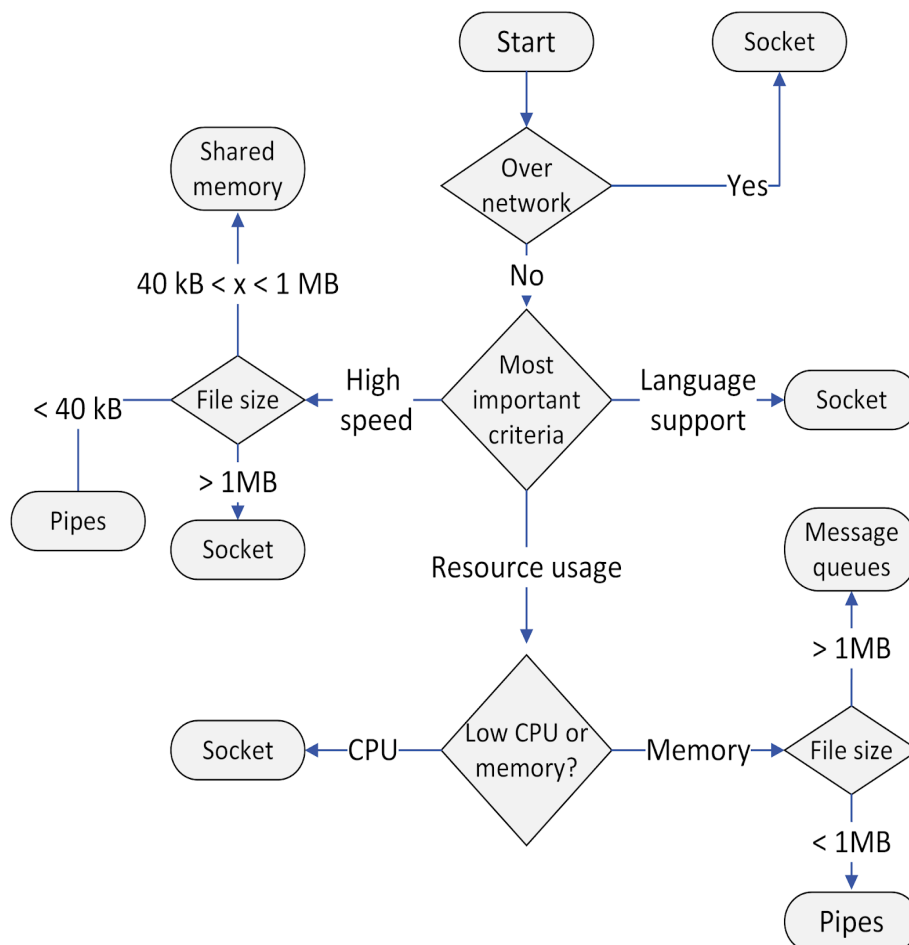 Start
Socket
Over
network
Yes
Shared
memory
No
40 kB < x < 1 MB
Most
important
criteria
High
speed
Language
support
File size
Socket
< 40 kB
> 1MB
Pipes
Socket
Message
queues
Resource usage
> 1MB
Low CPU or
memory?
CPU
Socket
Memory
File size
< 1MB
Pipes